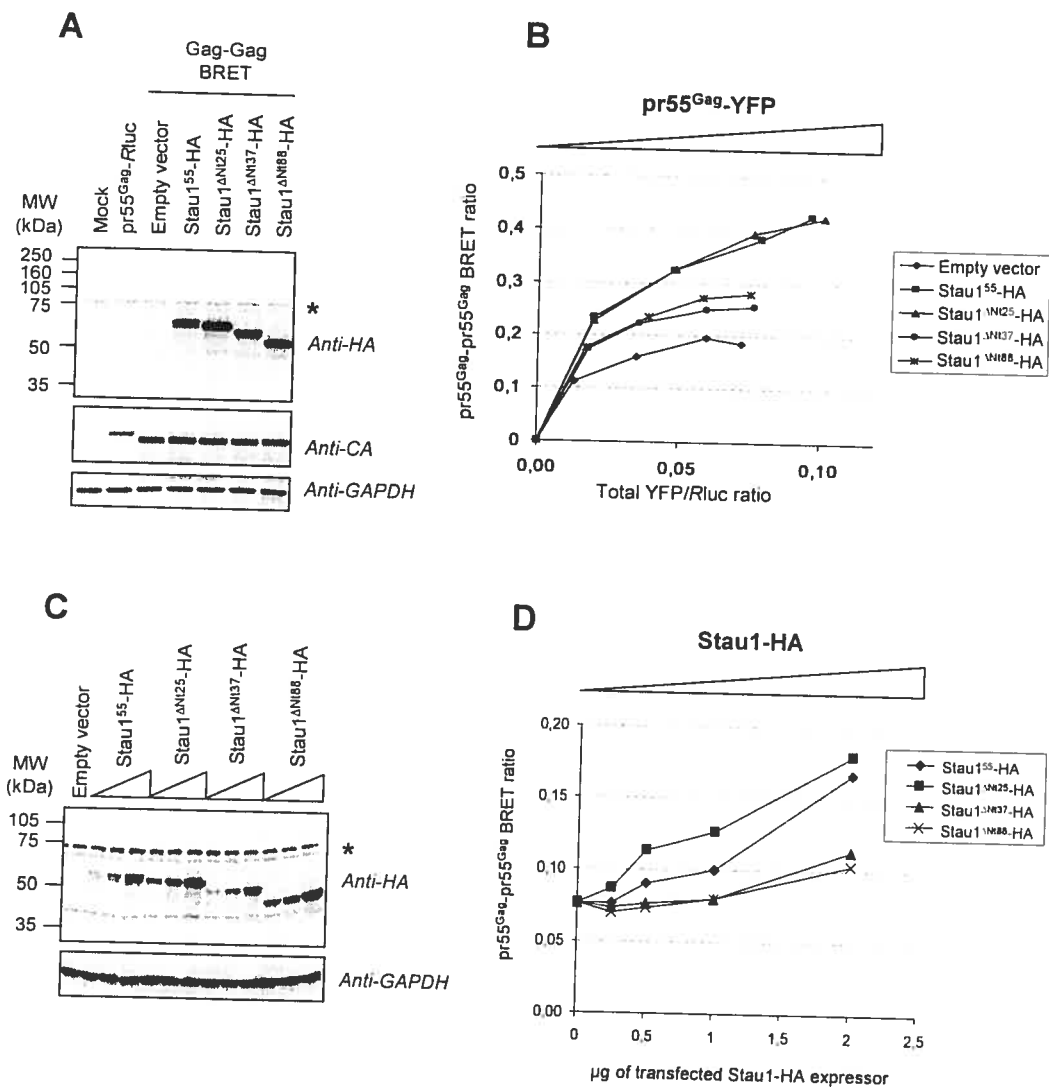 A
Gag-Gag
BRET
MW
(kDa)
Mock
pr55Gag-Rluc
Empty vector
Stau155-HA
Stau1ΔNt25-HA
Stau1ΔNt37-HA
Stau1ΔNt88-HA
250
160
105
75
50
35
*
Anti-HA
Anti-CA
Anti-GAPDH
B
pr55Gag-YFP
pr55Gag-pr55Gag BRET ratio
0,5
0,4
0,3
0,2
0,1
0
0,00
0,05
0,10
Total YFP/Rluc ratio
Empty vector
Stau155-HA
Stau1ΔNt25-HA
Stau1ΔNt37-HA
Stau1ΔNt88-HA
C
MW
(kDa)
Empty vector
Stau155-HA
Stau1ΔNt25-HA
Stau1ΔNt37-HA
Stau1ΔNt88-HA
105
75
50
35
*
Anti-HA
Anti-GAPDH
D
Stau1-HA
pr55Gag-pr55Gag BRET ratio
0,20
0,15
0,10
0,05
0,00
0
0,5
1
1,5
2
2,5
µg of transfected Stau1-HA expressor
Stau155-HA
Stau1ΔNt25-HA
Stau1ΔNt37-HA
Stau1ΔNt88-HA